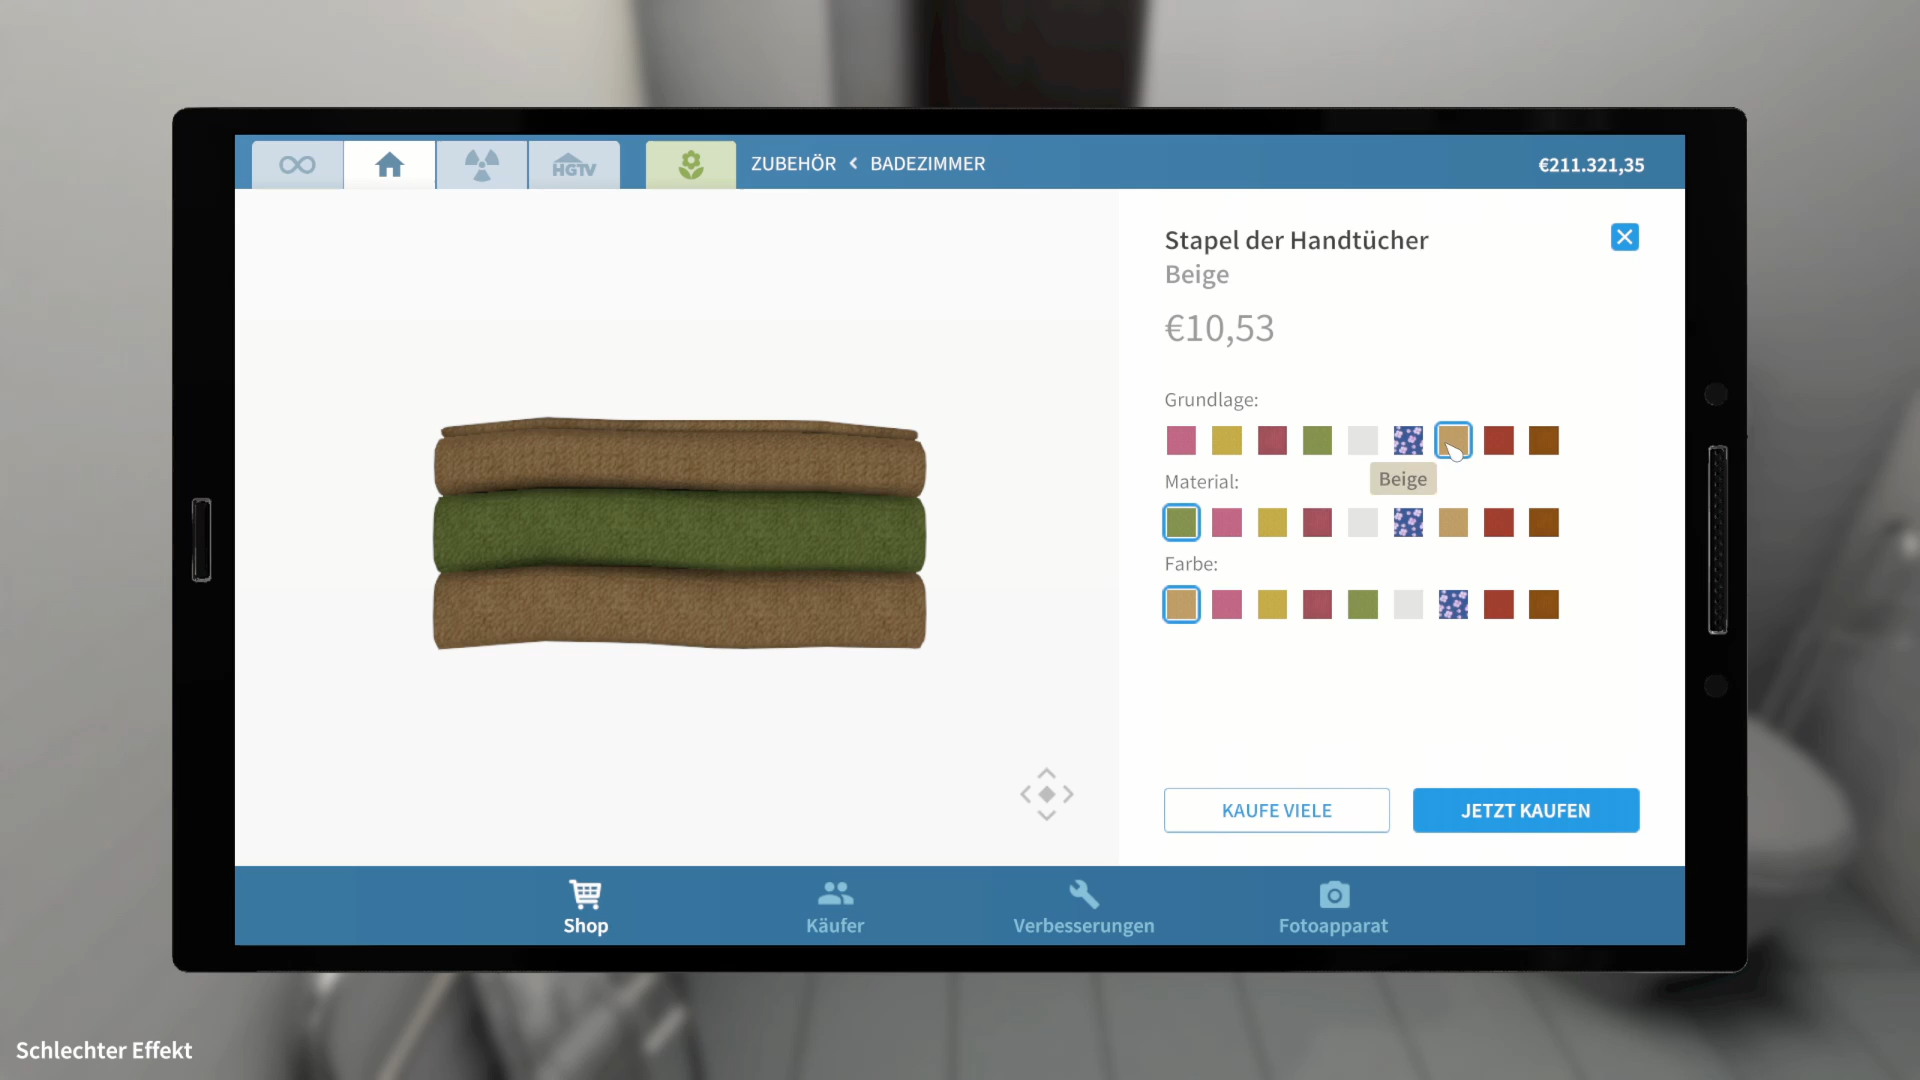 HGTV
ZUBEHÖR < BADEZIMMER
€211.321,35
Stapel der Handtücher
Beige
€10,53
Grundlage:
Beige
Material:
Farbe:
KAUFE VIELE
JETZT KAUFEN
Shop
Käufer
Verbesserungen
Fotoapparat
Schlechter Effekt